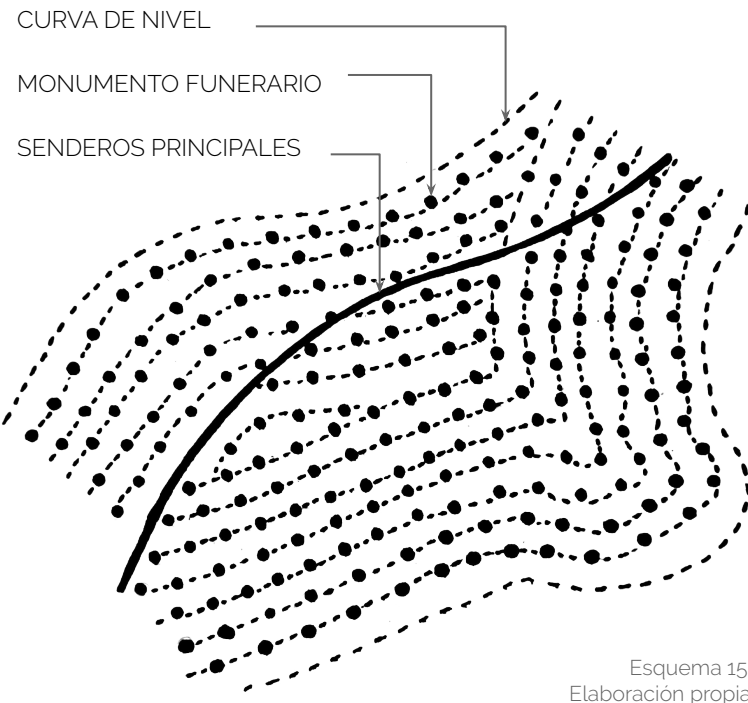 CURVA DE NIVEL
MONUMENTO FUNERARIO
SENDEROS PRINCIPALES
Esquema 15
Elaboración propia